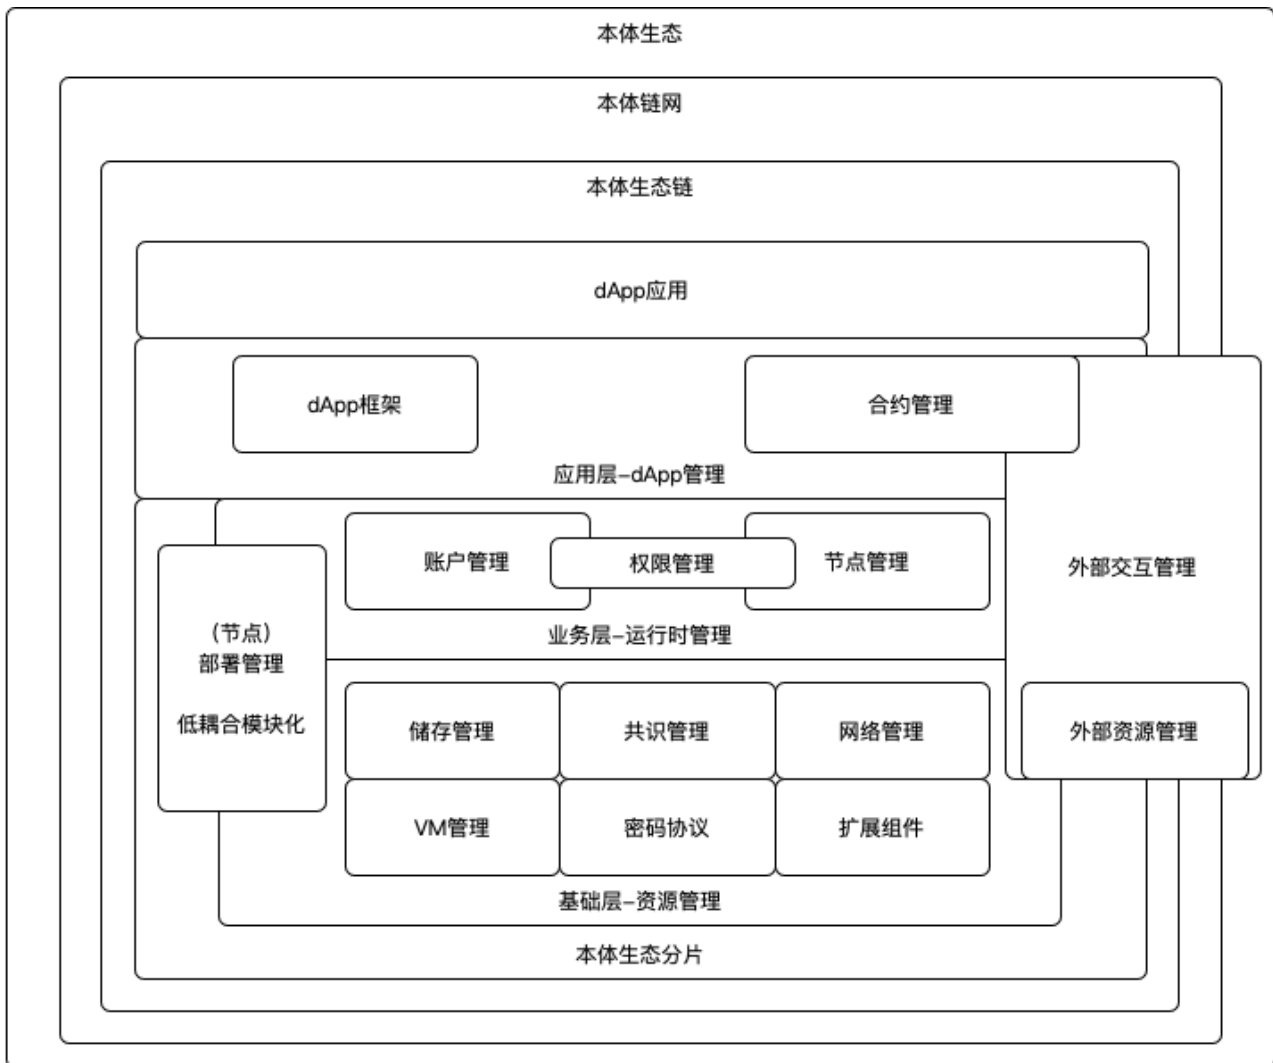 本体生态
本体链网
本体生态链
dApp应用
dApp框架
合约管理
应用层-dApp管理
账户管理
权限管理
节点管理
业务层-运行时管理
外部交互管理
（节点）
部署管理
低耦合模块化
储存管理
共识管理
网络管理
外部资源管理
VM管理
密码协议
扩展组件
基础层-资源管理
本体生态分片